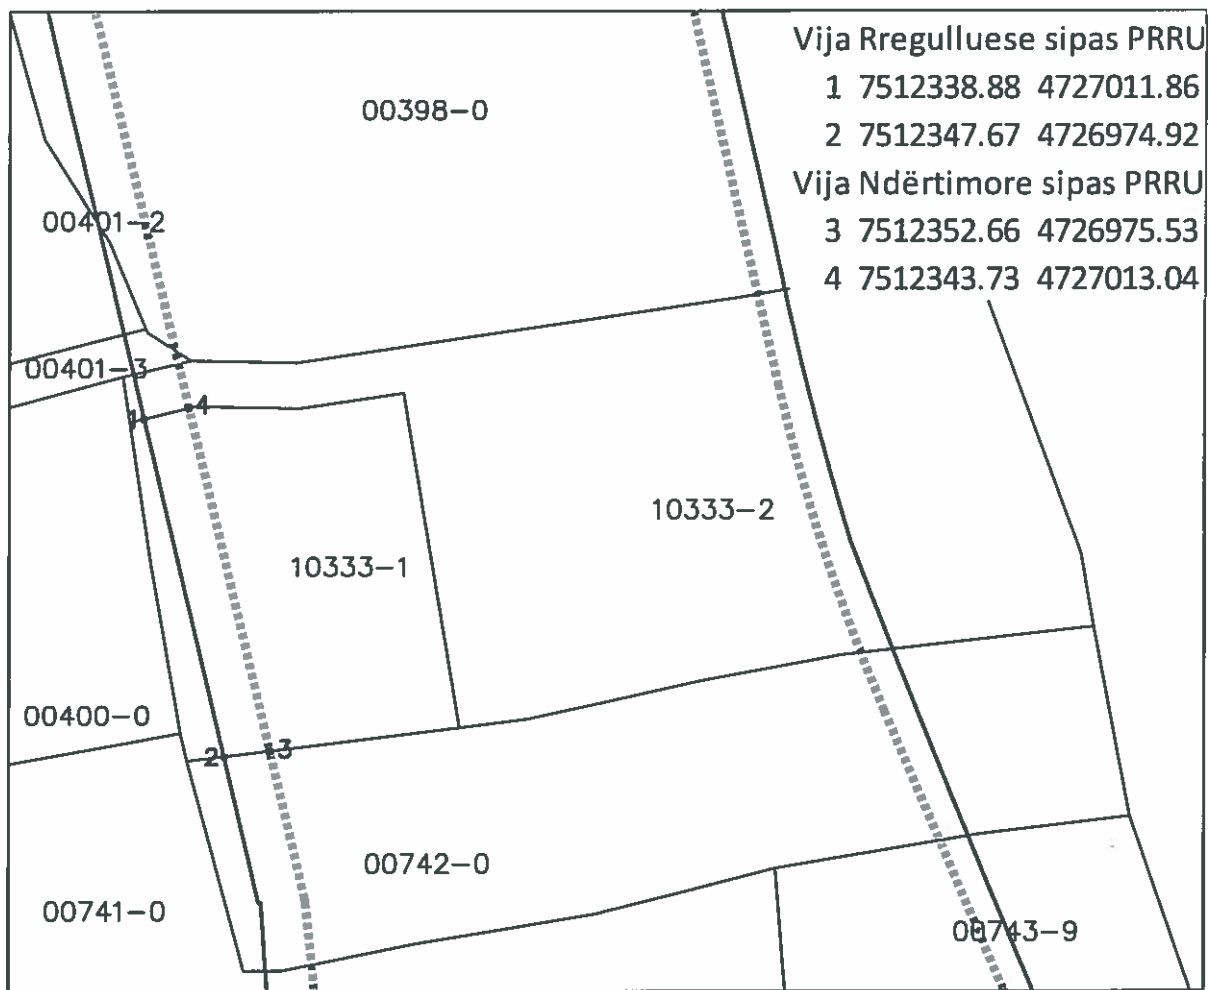 Vija Rregulluese sipas PRRU
1 7512338.88 4727011.86
2 7512347.67 4726974.92
Vija Ndërtimore sipas PRRU
3 7512352.66 4726975.53
4 7512343.73 4727013.04
00398-0
00401-2
00401-3
1
4
10333-2
10333-1
00400-0
2
3
00742-0
00741-0
00743-9